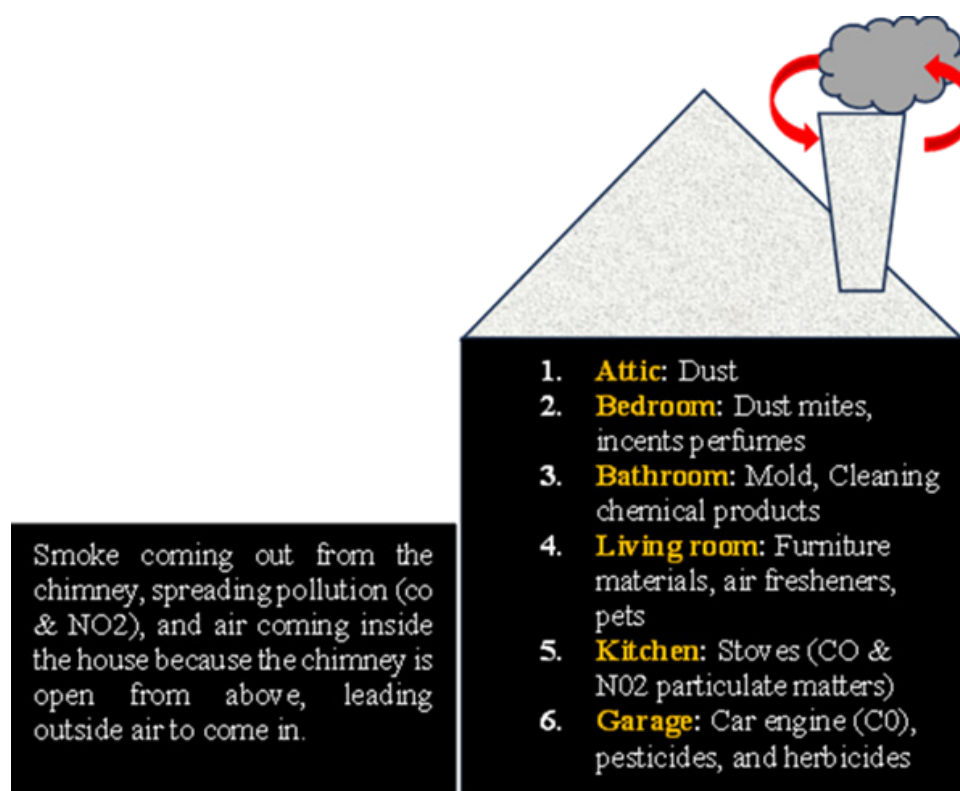 1. Attic: Dust
2. Bedroom: Dust mites,
incents perfumes
3. Bathroom: Mold, Cleaning
chemical products
4. Living room: Furniture
materials, air fresheners,
pets
5. Kitchen: Stoves (CO &
N02 particulate matters)
6. Garage: Car engine (C0),
pesticides, and herbicides
Smoke coming out from the
chimney, spreading pollution (co
& NO2), and air coming inside
the house because the chimney is
open from above, leading
outside air to come in.